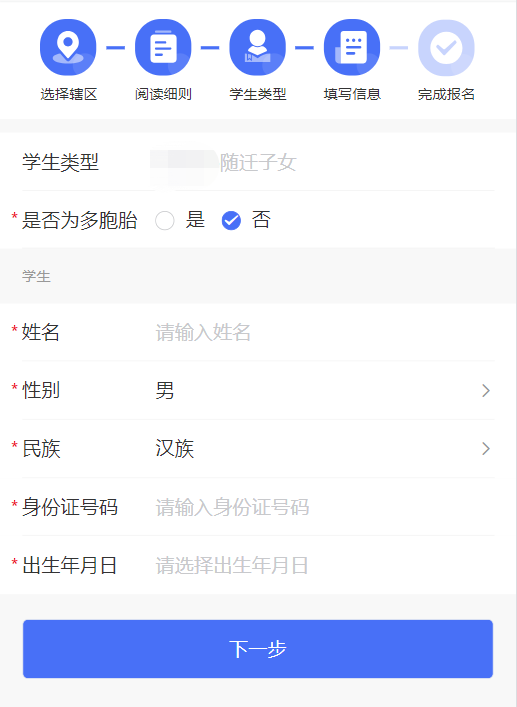 选择辖区 阅读细则 学生类型 填写信息 完成报名
学生类型 随迁子女
* 是否为多胞胎 是 否
学生
* 姓名 请输入姓名
* 性别 男
* 民族 汉族
* 身份证号码 请输入身份证号码
* 出生年月日 请选择出生年月日
下一步